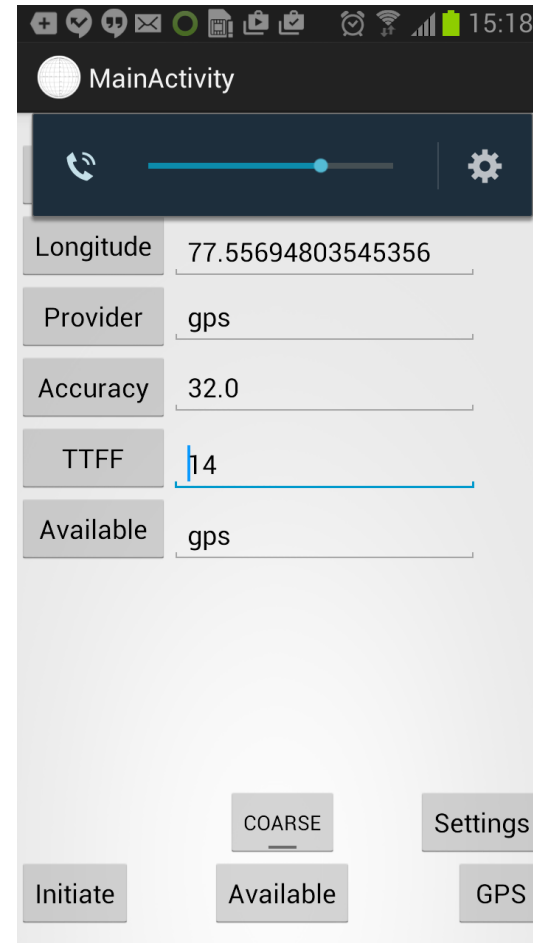 15:18
MainActivity
Longitude 77.55694803545356
Provider gps
Accuracy 32.0
TTFF 14
Available gps
COARSE Settings
Initiate Available GPS